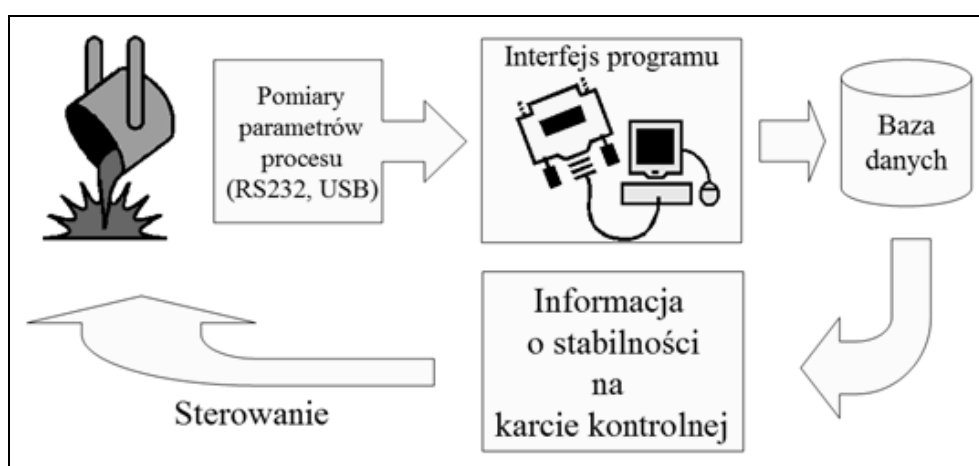 Pomiary
parametrów
procesu
(RS232, USB)
Interfejs programu
Baza
danych
Informacja
o stabilności
na
karcie kontrolnej
Sterowanie